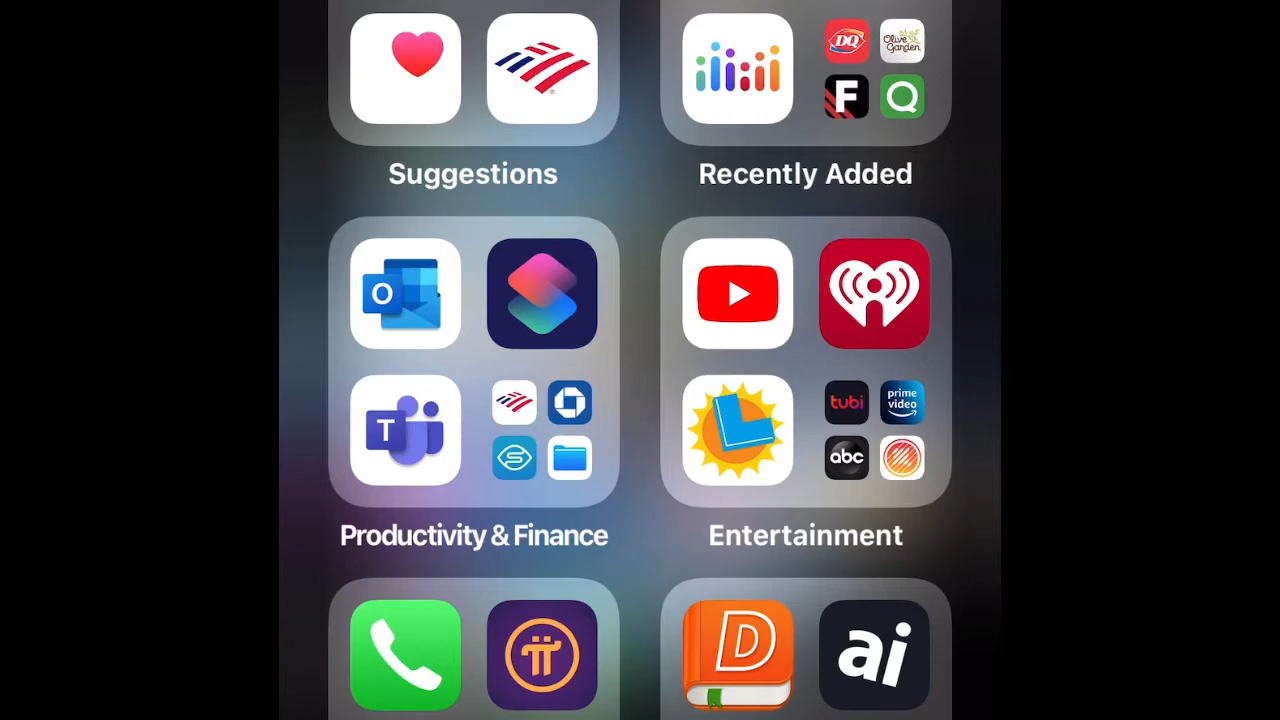 DQ
Olive Garden
F
Suggestions
Recently Added
O
T
tubi
prime video
abc
S
L
Productivity & Finance
Entertainment
D
ai